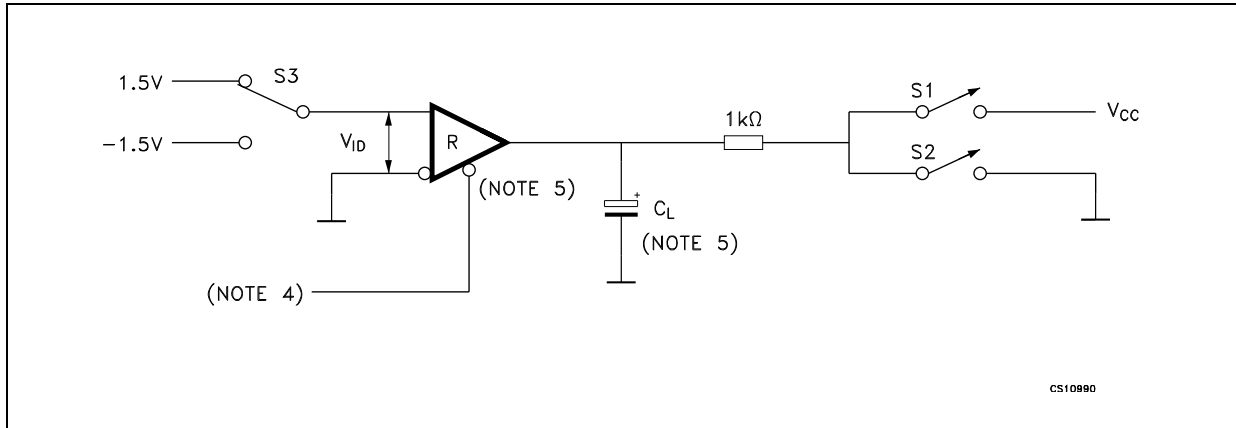 1.5V
S3
-1.5V
VID
R
(NOTE 5)
(NOTE 4)
CL
(NOTE 5)
1kΩ
S1
VCC
S2
+
CS10990